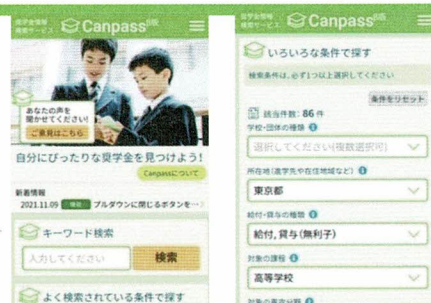 奨学金情報
検索サービス
Canpass
あなたの声を
聞かせてください!
ご意見はこちら
自分にぴったりな奨学金を見つけよう!
Canpassについて
新着情報
2021.11.09
プルダウンに閉じるボタンを…
キーワード検索
入力してください
検索
よく検索されている条件で探す
奨学金情報
検索サービス
Canpass
いろいろな条件で探す
検索条件は、必ず1つ以上選択してください
条件をリセット
該当件数: 86 件
学校・団体の種類
選択してください(複数選択可)
所在地(進学先や在住地域など)
東京都
給付・貸与の種類
給付, 貸与(無利子)
対象の課程
高等学校